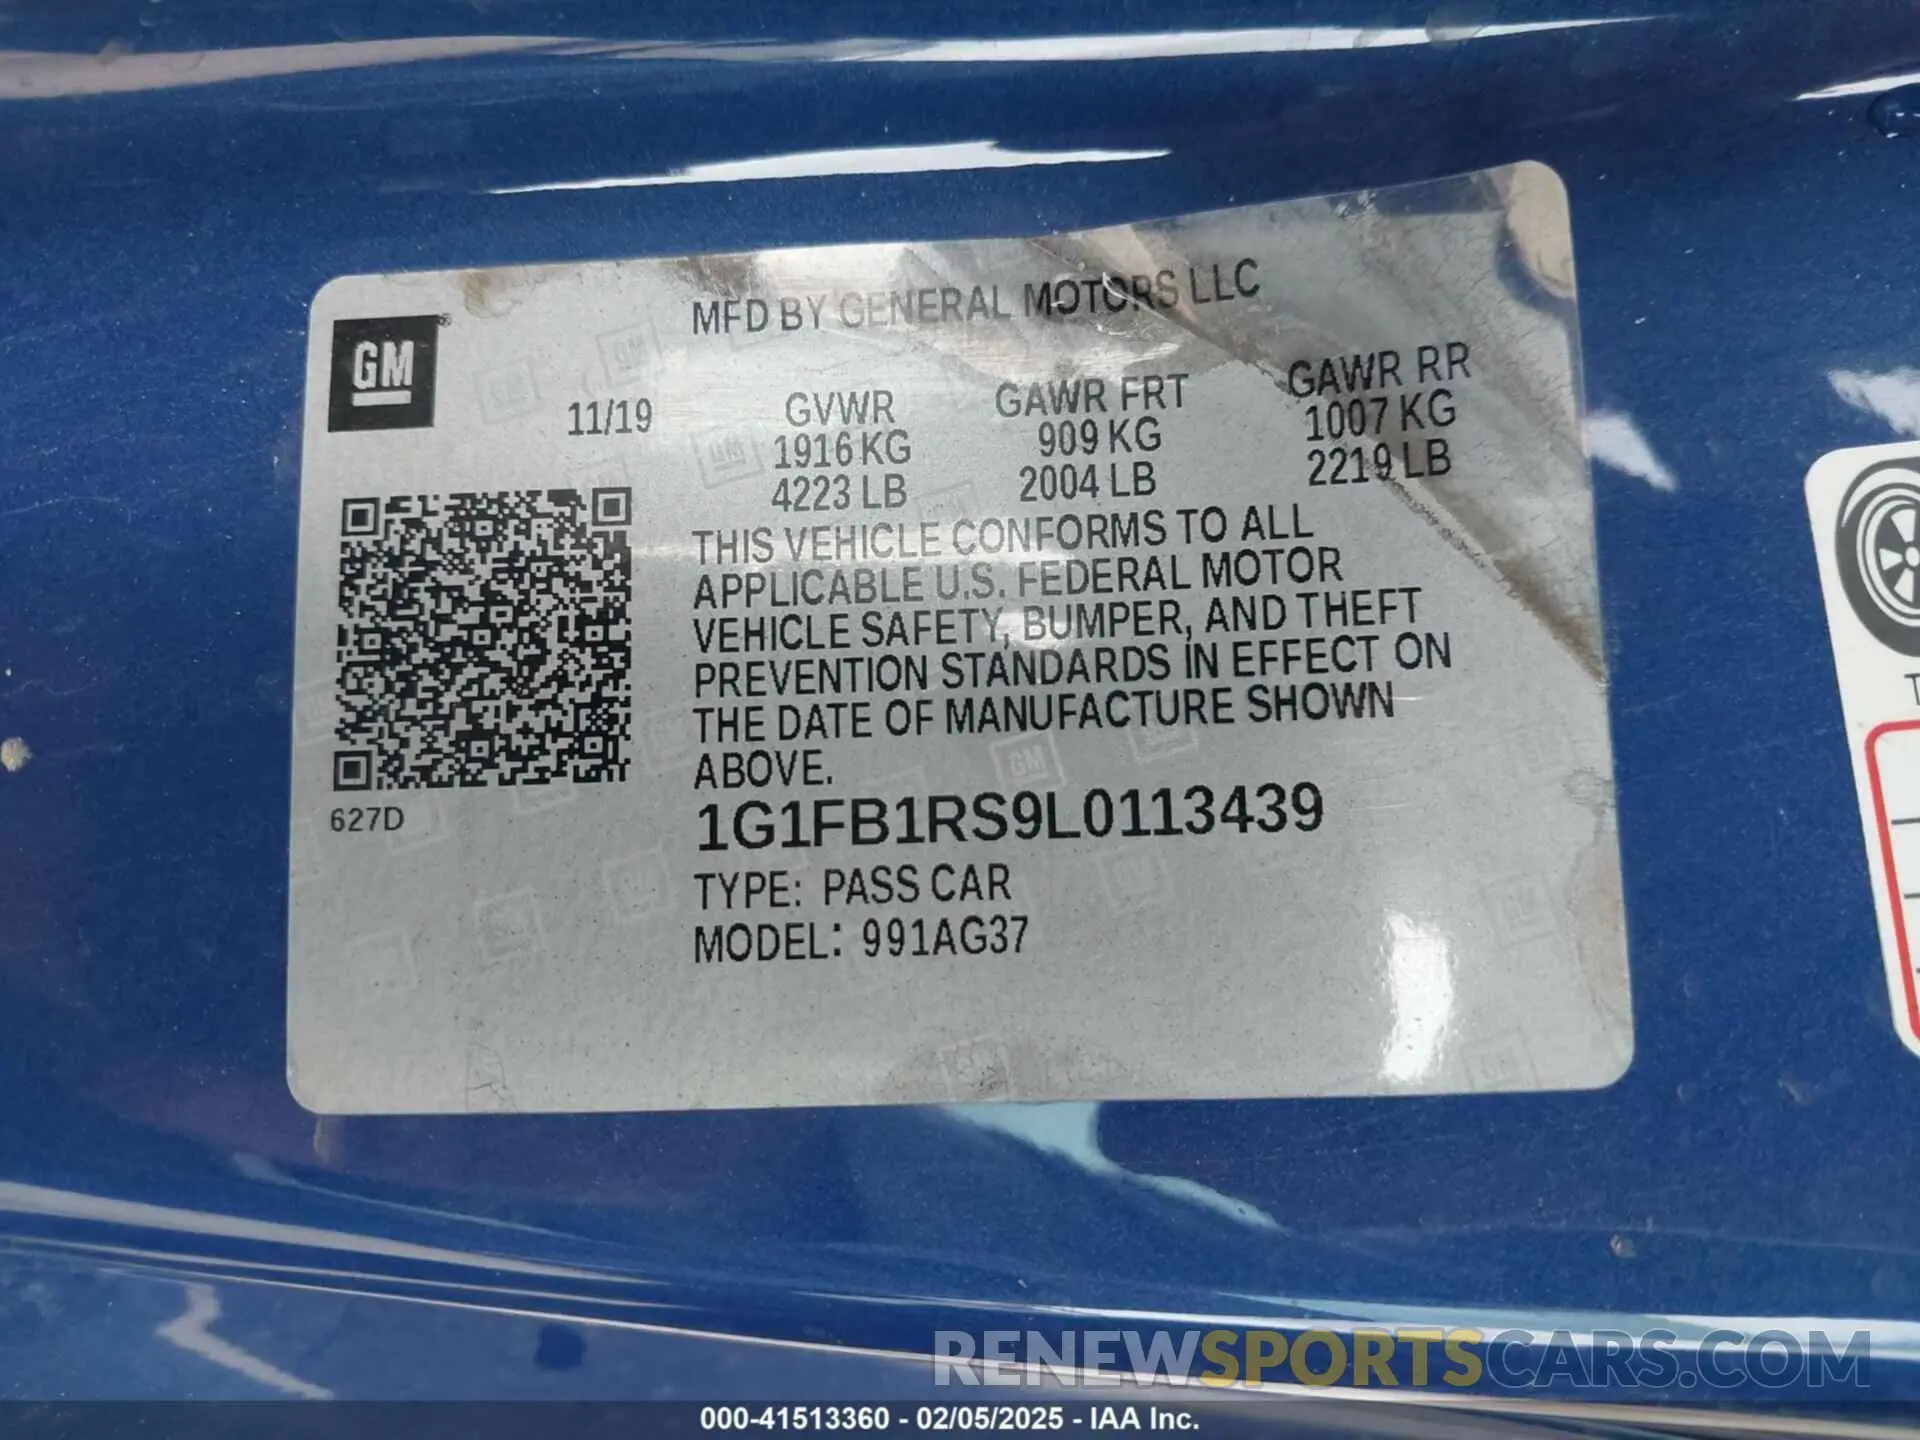 MFD BY GENERAL MOTORS LLC
GM
11/19
GVWR GAWR FRT GAWR RR
1916 KG 909 KG 1007 KG
4223 LB 2004 LB 2219 LB
THIS VEHICLE CONFORMS TO ALL
APPLICABLE U.S. FEDERAL MOTOR
VEHICLE SAFETY, BUMPER, AND THEFT
PREVENTION STANDARDS IN EFFECT ON
THE DATE OF MANUFACTURE SHOWN
ABOVE.
627D
1G1FB1RS9L0113439
TYPE: PASS CAR
MODEL: 991AG37
T
RENEWSPORTSCARS.COM
000-41513360 - 02/05/2025 - IAA Inc.